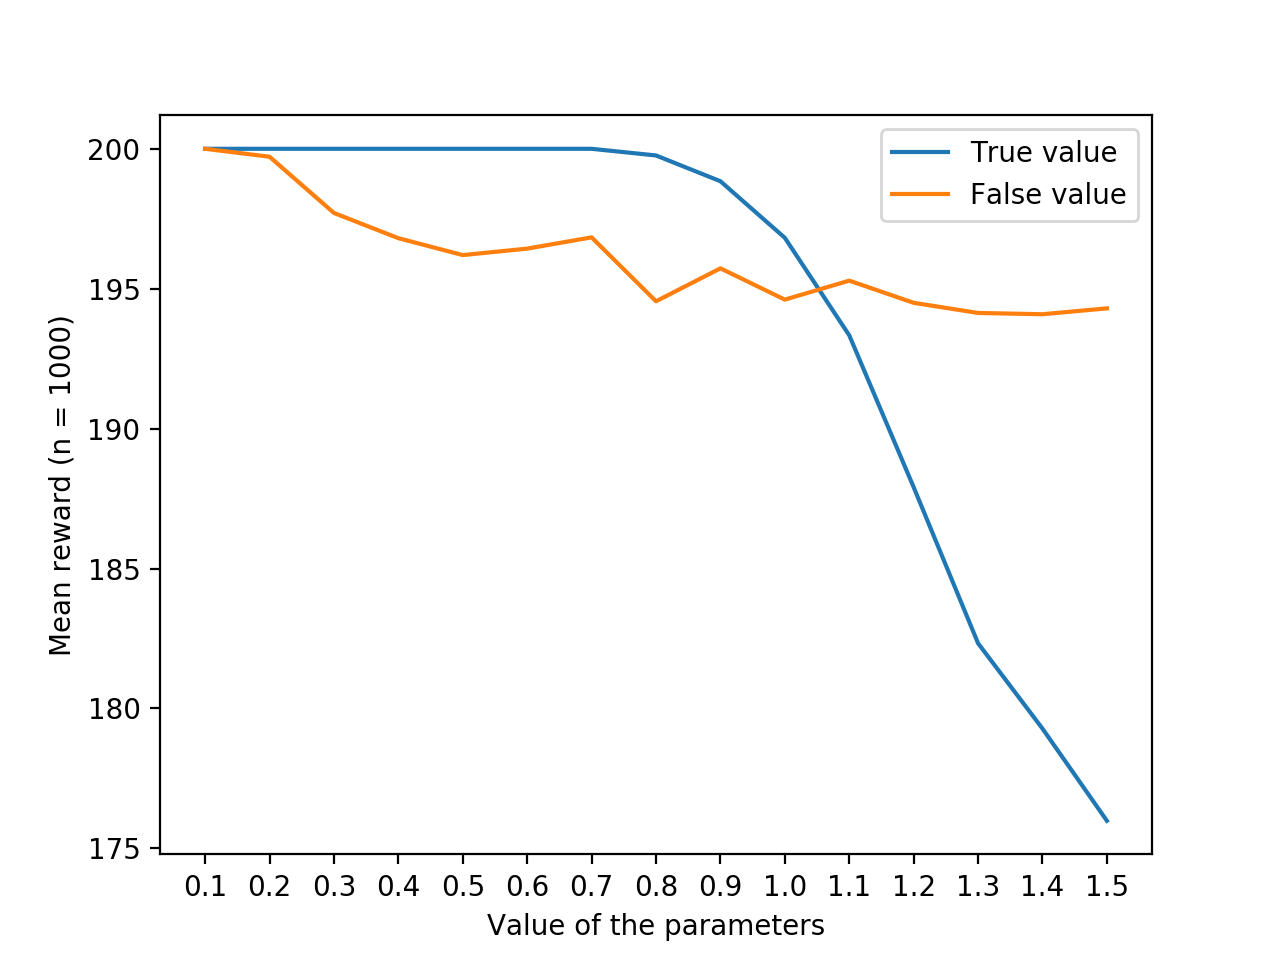 True value
False value
200
195
190
185
180
175
Mean reward (n = 1000)
0.1 0.2 0.3 0.4 0.5 0.6 0.7 0.8 0.9 1.0 1.1 1.2 1.3 1.4 1.5
Value of the parameters